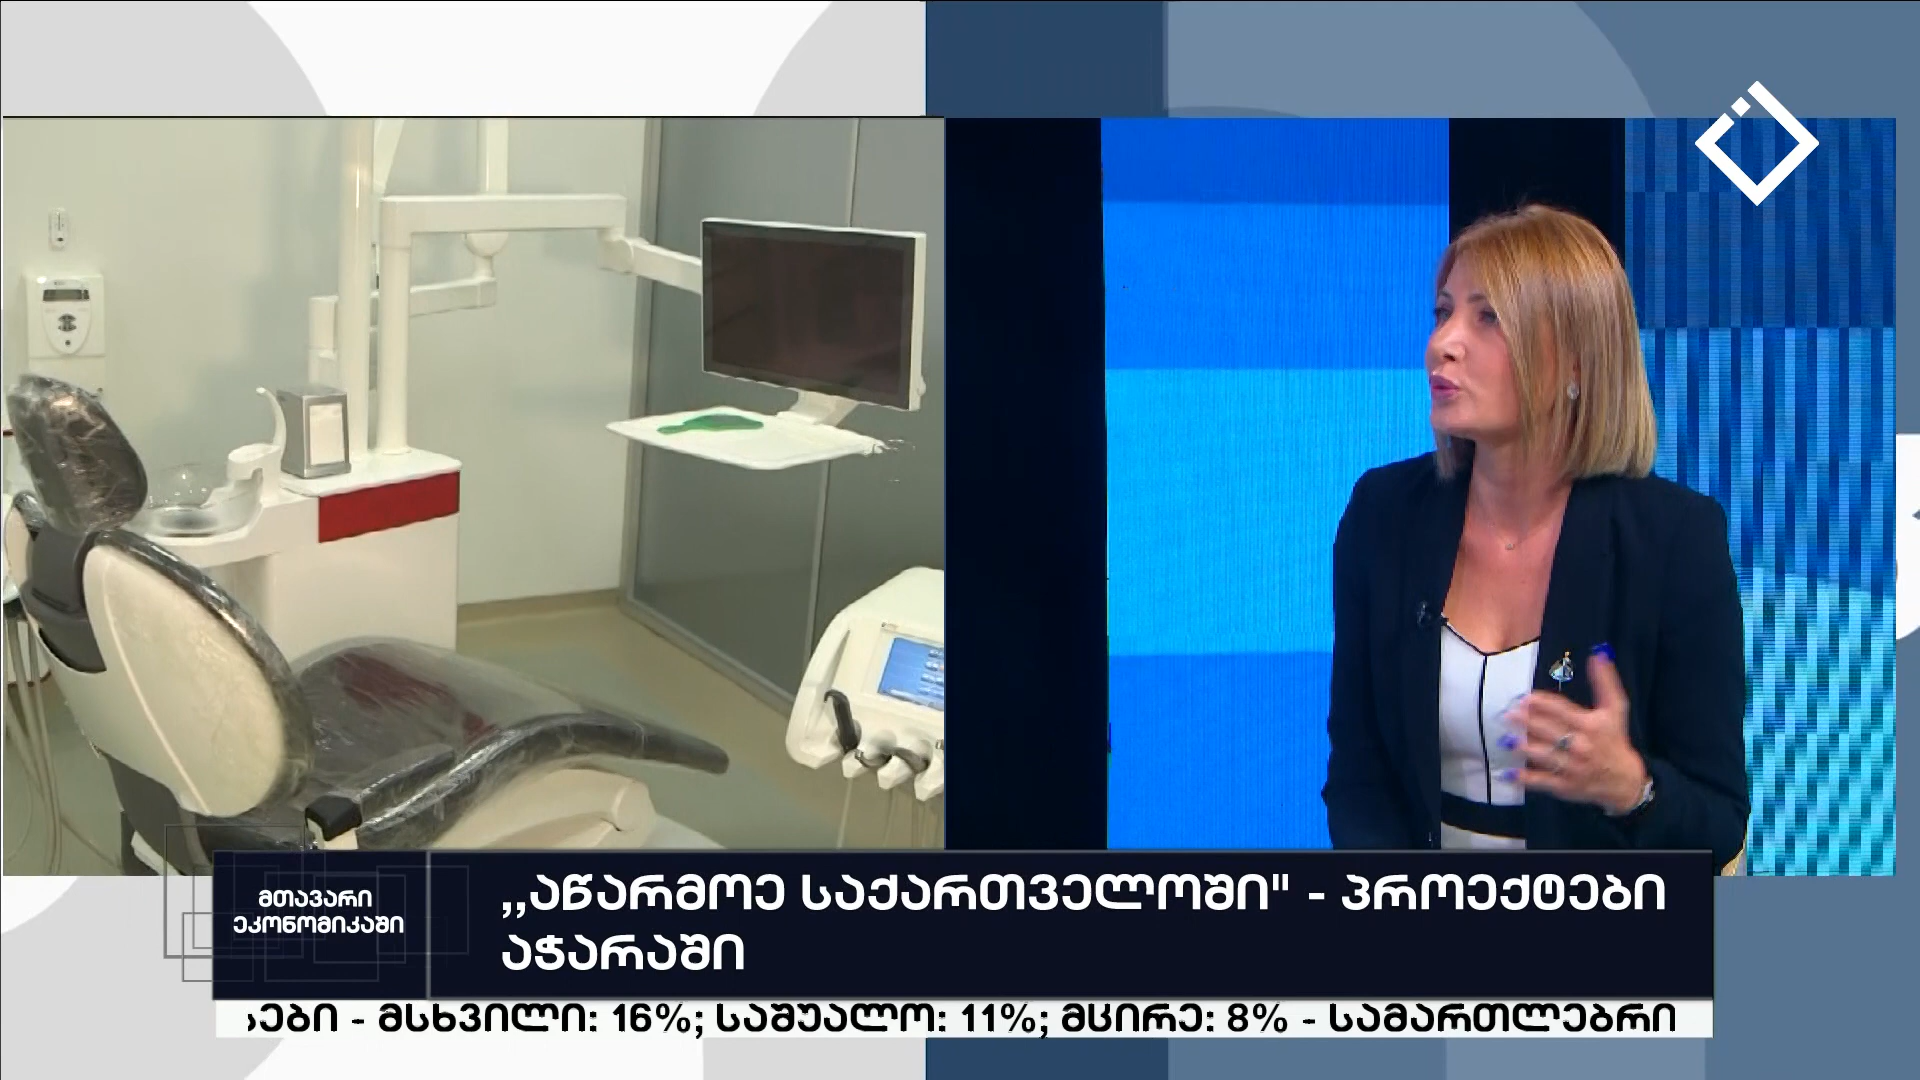 მთავარი
ეკონომიკაში
,,აწარმოე საქართველოში" - პროექტები
აჭარაში
ები - მსხვილი: 16%; საშუალო: 11%; მცირე: 8% - სამართლებრი